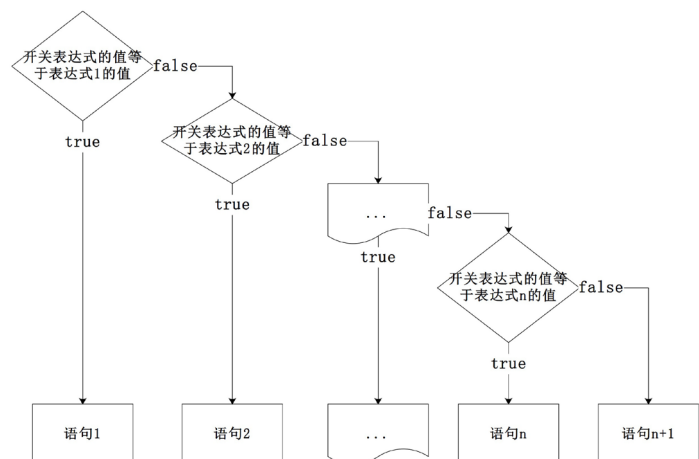 开关表达式的值等
于表达式1的值
false
true
开关表达式的值等
于表达式2的值
false
true
...
false
true
开关表达式的值等
于表达式n的值
false
true
语句1
语句2
...
语句n
语句n+1